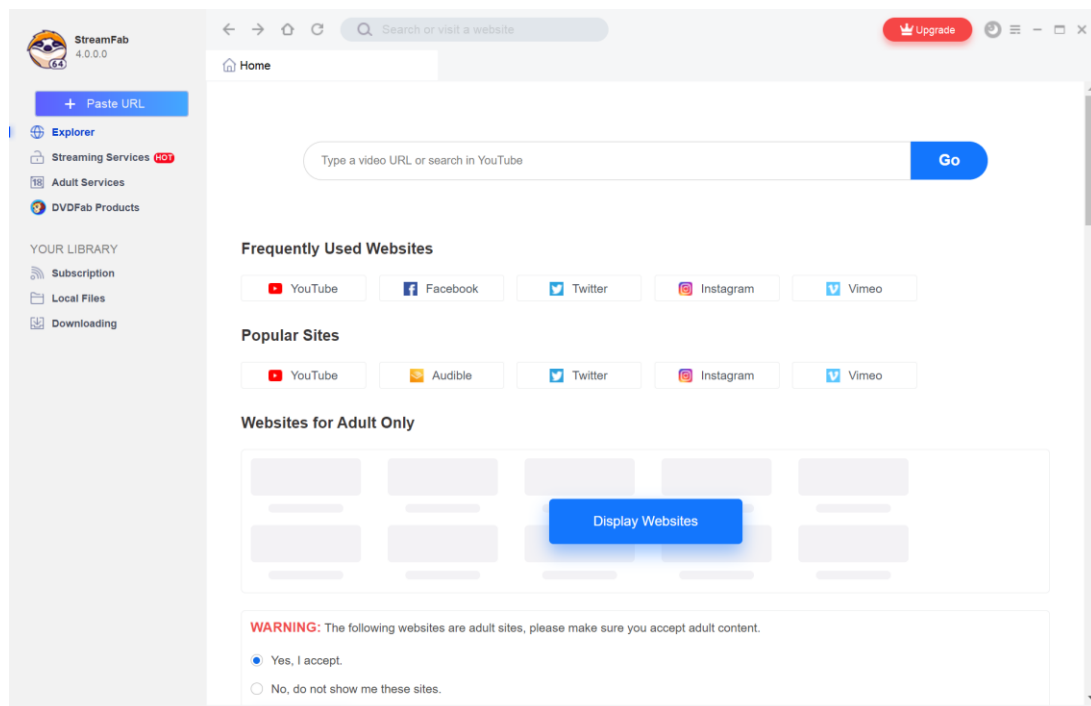 StreamFab
4.0.0.0
64
Search or visit a website
Upgrade
Home
+ Paste URL
Explorer
Streaming Services HOT
18 Adult Services
DVDFab Products
YOUR LIBRARY
Subscription
Local Files
Downloading
Type a video URL or search in YouTube Go
Frequently Used Websites
YouTube Facebook Twitter Instagram Vimeo
Popular Sites
YouTube Audible Twitter Instagram Vimeo
Websites for Adult Only
Display Websites
WARNING: The following websites are adult sites, please make sure you accept adult content.
Yes, I accept.
No, do not show me these sites.